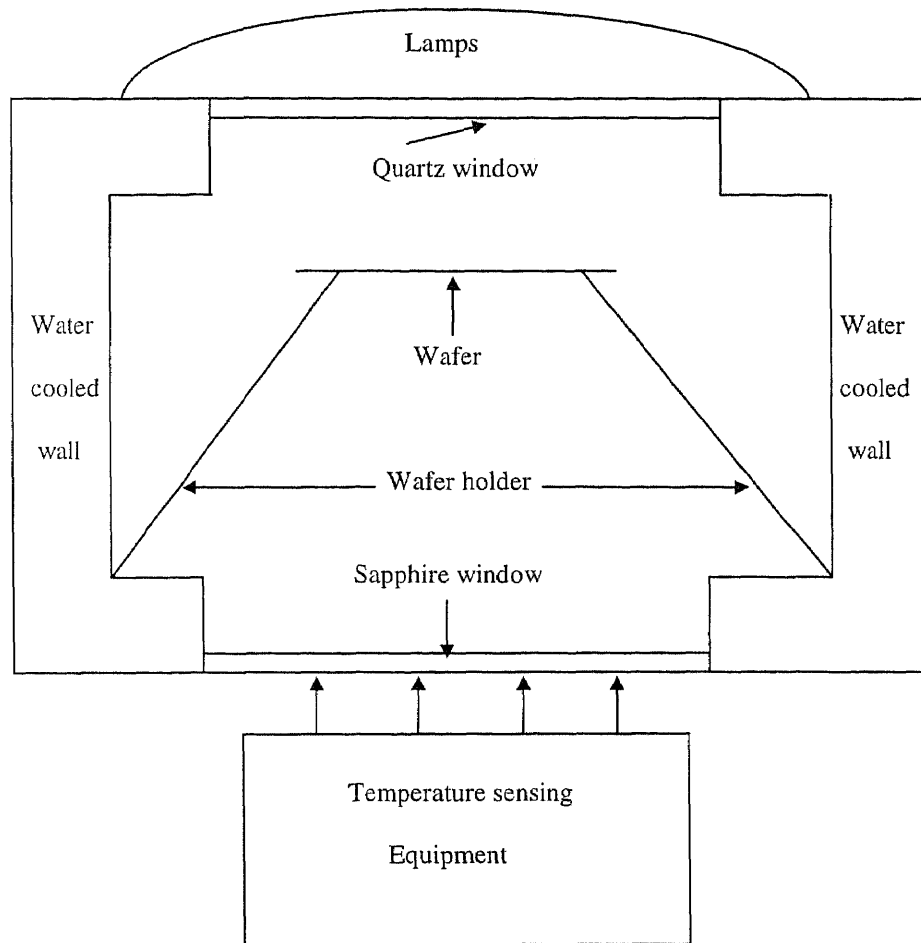 Lamps
Quartz window
Water
cooled
wall
Wafer
Water
cooled
wall
Wafer holder
Sapphire window
Temperature sensing
Equipment